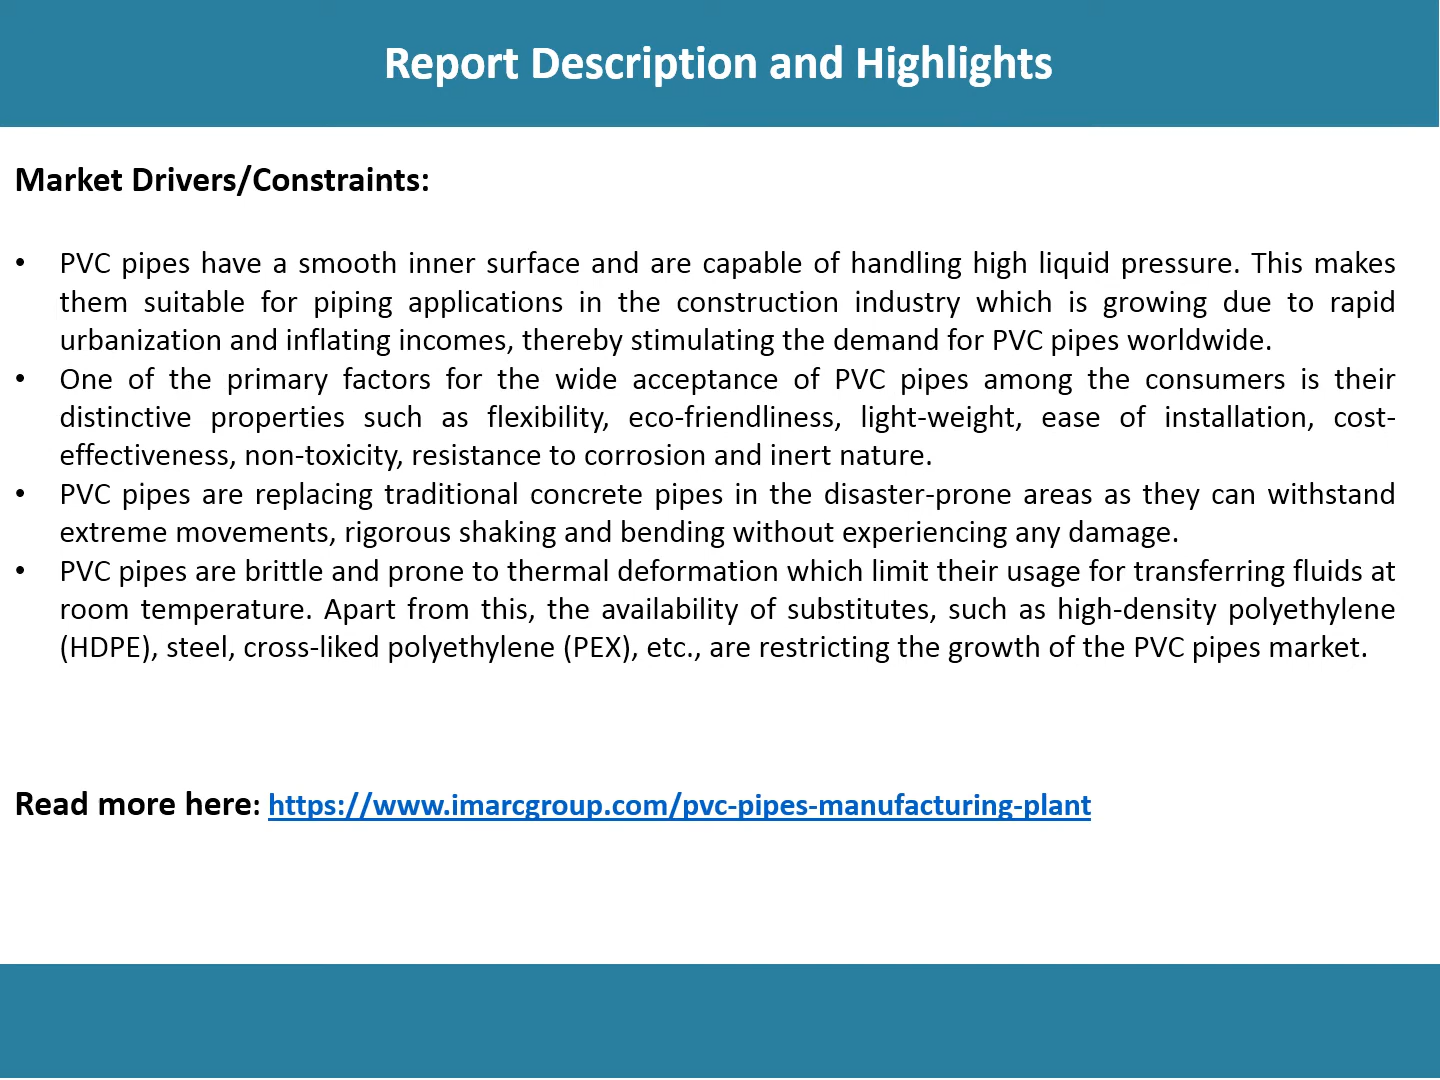 Report Description and Highlights
Market Drivers/Constraints:
• PVC pipes have a smooth inner surface and are capable of handling high liquid pressure. This makes
them suitable for piping applications in the construction industry which is growing due to rapid
urbanization and inflating incomes, thereby stimulating the demand for PVC pipes worldwide.
• One of the primary factors for the wide acceptance of PVC pipes among the consumers is their
distinctive properties such as flexibility, eco-friendliness, light-weight, ease of installation, cost-
effectiveness, non-toxicity, resistance to corrosion and inert nature.
• PVC pipes are replacing traditional concrete pipes in the disaster-prone areas as they can withstand
extreme movements, rigorous shaking and bending without experiencing any damage.
• PVC pipes are brittle and prone to thermal deformation which limit their usage for transferring fluids at
room temperature. Apart from this, the availability of substitutes, such as high-density polyethylene
(HDPE), steel, cross-liked polyethylene (PEX), etc., are restricting the growth of the PVC pipes market.
Read more here: https://www.imarcgroup.com/pvc-pipes-manufacturing-plant